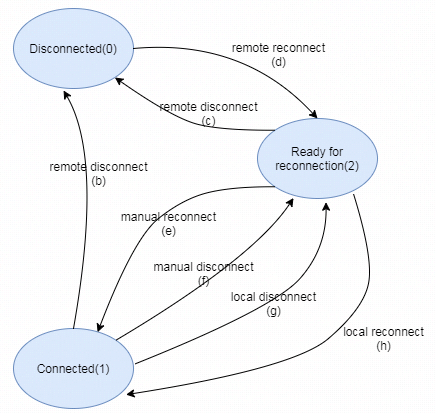 Disconnected(0)
remote reconnect
(d)
remote disconnect
(c)
Ready for
reconnection(2)
remote disconnect
(b)
manual reconnect
(e)
manual disconnect
(f)
local disconnect
(g)
local reconnect
(h)
Connected(1)